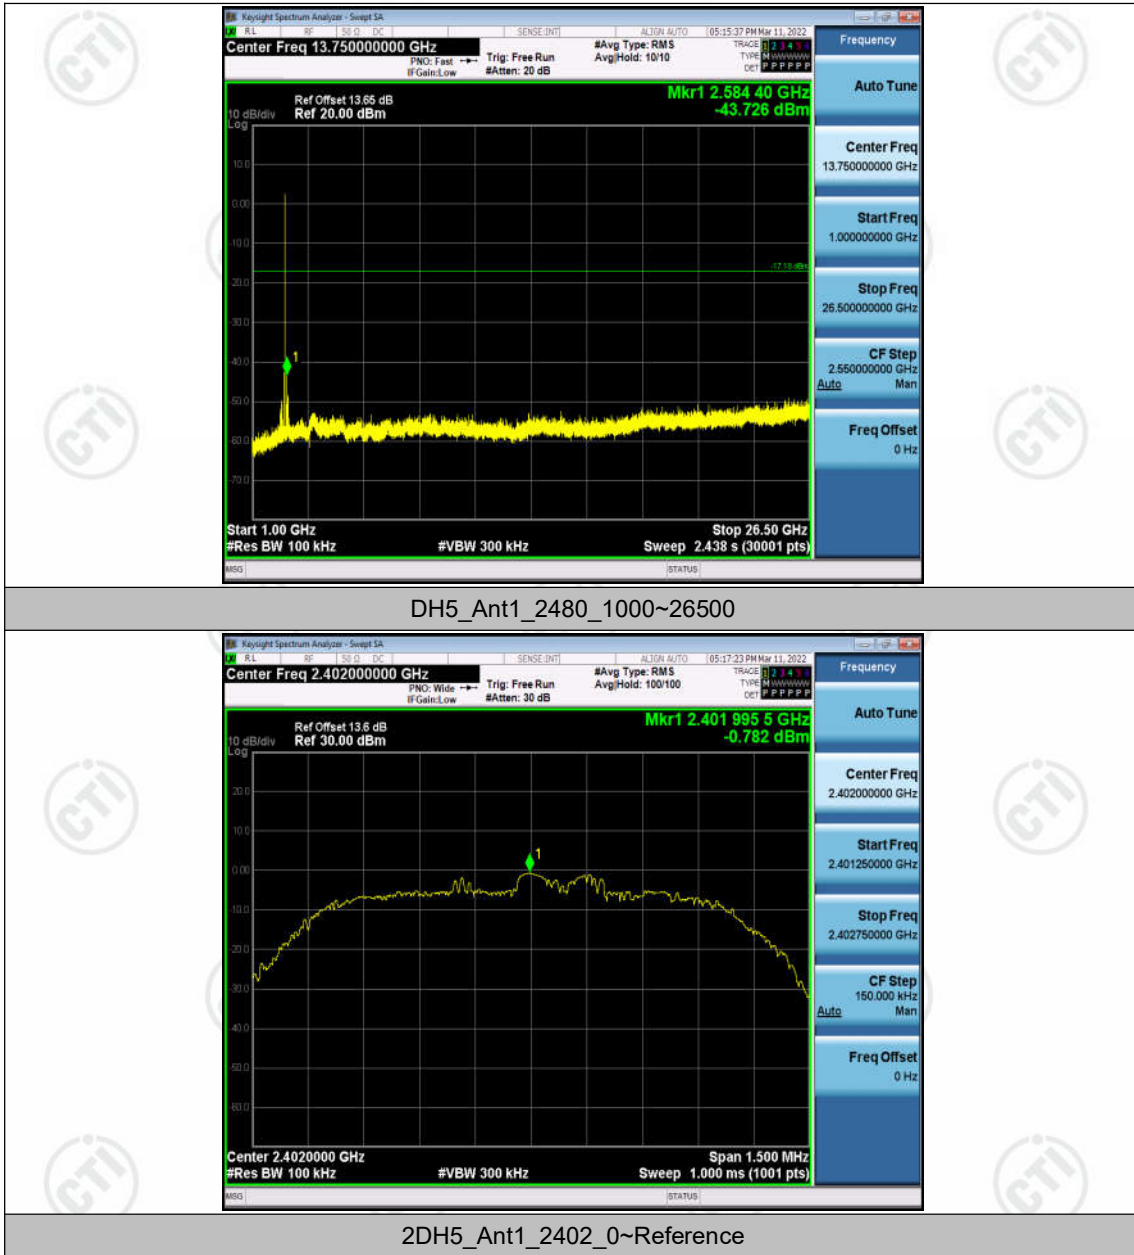 Keysight Spectrum Analyzer - Swept SA
RL RF 50 Ω DC SENSE:INT ALIGN AUTO 05:15:37 PM Mar 11, 2022
Center Freq 13.750000000 GHz #Avg Type: RMS TRACE 1 2 3 4 5 6
PNO: Fast Trig: Free Run Avg|Hold: 10/10 TYPE M WWWWW
IFGain:Low #Atten: 20 dB DET P P P P P P
Frequency
Mkr1 2.584 40 GHz
-43.726 dBm
Ref Offset 13.65 dB
10 dB/div Ref 20.00 dBm
Log
10.0
0.00
-10.0
-17.18 dBm
-20.0
-30.0
-40.0
1
-50.0
-60.0
-70.0
Start 1.00 GHz Stop 26.50 GHz
#Res BW 100 kHz #VBW 300 kHz Sweep 2.438 s (30001 pts)
MSG STATUS
Auto Tune
Center Freq
13.750000000 GHz
Start Freq
1.000000000 GHz
Stop Freq
26.500000000 GHz
CF Step
2.550000000 GHz
Auto Man
Freq Offset
0 Hz
DH5_Ant1_2480_1000~26500
Keysight Spectrum Analyzer - Swept SA
RL RF 50 Ω DC SENSE:INT ALIGN AUTO 05:17:23 PM Mar 11, 2022
Center Freq 2.402000000 GHz #Avg Type: RMS TRACE 1 2 3 4 5 6
PNO: Wide Trig: Free Run Avg|Hold: 100/100 TYPE M WWWWW
IFGain:Low #Atten: 30 dB DET P P P P P P
Frequency
Mkr1 2.401 995 5 GHz
-0.782 dBm
Ref Offset 13.6 dB
10 dB/div Ref 30.00 dBm
Log
20.0
10.0
0.00
1
-10.0
-20.0
-30.0
-40.0
-50.0
-60.0
Center 2.4020000 GHz Span 1.500 MHz
#Res BW 100 kHz #VBW 300 kHz Sweep 1.000 ms (1001 pts)
MSG STATUS
Auto Tune
Center Freq
2.402000000 GHz
Start Freq
2.401250000 GHz
Stop Freq
2.402750000 GHz
CF Step
150.000 kHz
Auto Man
Freq Offset
0 Hz
2DH5_Ant1_2402_0~Reference
CTI
CTI
CTI
CTI
CTI
CTI
CTI
CTI